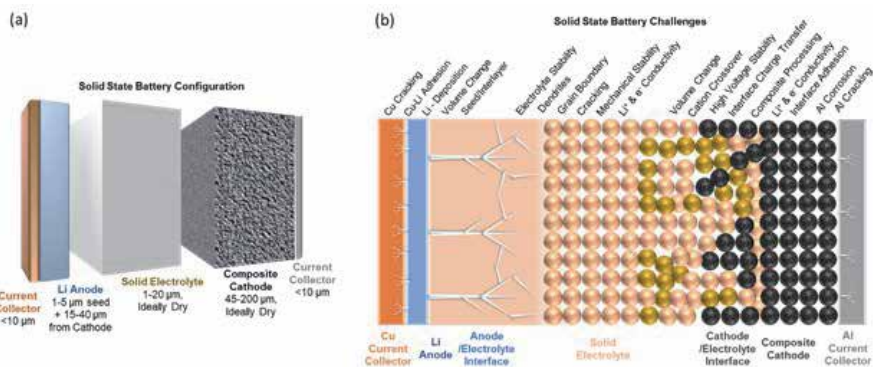 (a)
Solid State Battery Configuration
Current
Collector
<10 μm
Li Anode
1-5 μm seed
+ 15-40 μm
from Cathode
Solid Electrolyte
1-20 μm,
Ideally Dry
Composite
Cathode
45-200 μm,
Ideally Dry
Current
Collector
<10 μm
(b)
Solid State Battery Challenges
Cu Cracking
Cu-Li Adhesion
Li - Deposition
Volume Change
Seed/Interlayer
Electrolyte Stability
Dendrites
Grain Boundary
Cracking
Mechanical Stability
Li⁺ & e⁻ Conductivity
Volume Change
Cation Crossover
High Voltage Stability
Interface Charge Transfer
Composite Processing
Li⁺ & e⁻ Conductivity
Interface Adhesion
Al Corrosion
Al Cracking
Cu
Current
Collector
Li
Anode
Anode
/Electrolyte
Interface
Solid
Electrolyte
Cathode
/Electrolyte
Interface
Composite
Cathode
Al
Current
Collector